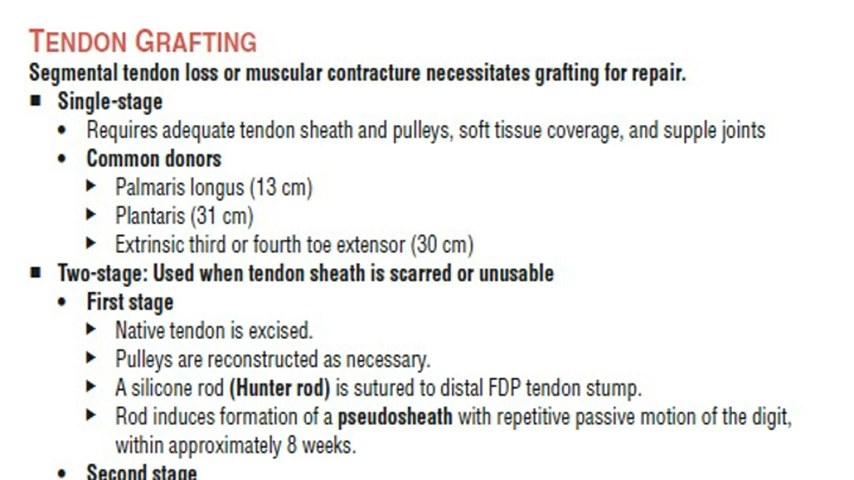 TENDON GRAFTING
Segmental tendon loss or muscular contracture necessitates grafting for repair.
■ Single-stage
• Requires adequate tendon sheath and pulleys, soft tissue coverage, and supple joints
• Common donors
► Palmaris longus (13 cm)
► Plantaris (31 cm)
► Extrinsic third or fourth toe extensor (30 cm)
■ Two-stage: Used when tendon sheath is scarred or unusable
• First stage
► Native tendon is excised.
► Pulleys are reconstructed as necessary.
► A silicone rod (Hunter rod) is sutured to distal FDP tendon stump.
► Rod induces formation of a pseudosheath with repetitive passive motion of the digit,
within approximately 8 weeks.
• Second stage